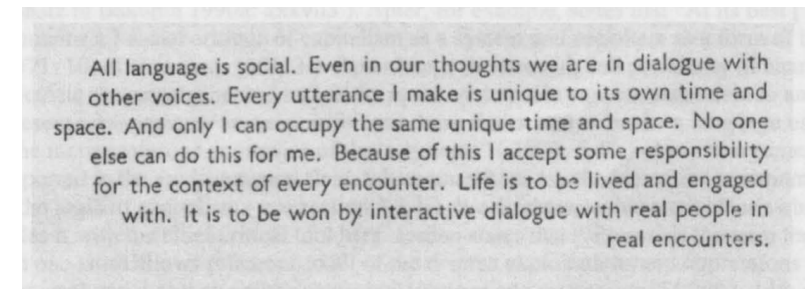 All language is social. Even in our thoughts we are in dialogue with
other voices. Every utterance I make is unique to its own time and
space. And only I can occupy the same unique time and space. No one
else can do this for me. Because of this I accept some responsibility
for the context of every encounter. Life is to be lived and engaged
with. It is to be won by interactive dialogue with real people in
real encounters.